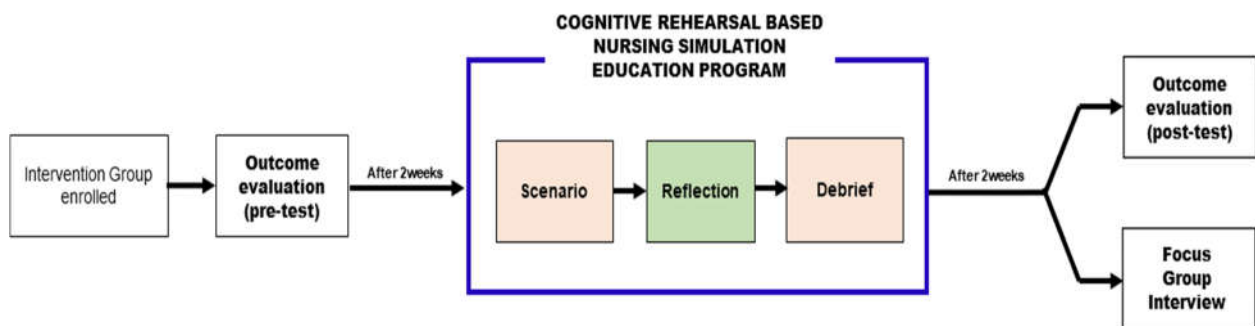 COGNITIVE REHEARSAL BASED
NURSING SIMULATION
EDUCATION PROGRAM
Intervention Group
enrolled
Outcome
evaluation
(pre-test)
After 2weeks
Scenario
Reflection
Debrief
After 2weeks
Outcome
evaluation
(post-test)
Focus
Group
Interview